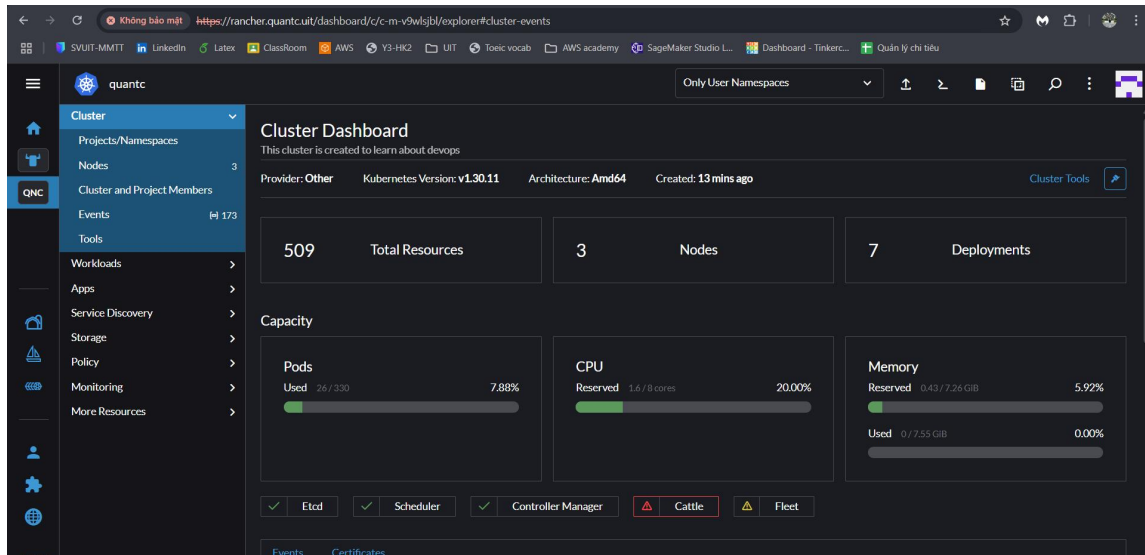 Không bảo mật https://rancher.quantc.uit/dashboard/c/c-m-v9wlsjbl/explorer#cluster-events
SVUIT-MMTT LinkedIn Latex ClassRoom AWS Y3-HK2 UIT Toeic vocab AWS academy SageMaker Studio L... Dashboard - Tinkerc... Quản lý chi tiêu
quantc
Only User Namespaces
QNC
Cluster
Projects/Namespaces
Nodes 3
Cluster and Project Members
Events 173
Tools
Workloads
Apps
Service Discovery
Storage
Policy
Monitoring
More Resources
Cluster Dashboard
This cluster is created to learn about devops
Provider: Other Kubernetes Version: v1.30.11 Architecture: Amd64 Created: 13 mins ago
Cluster Tools
509 Total Resources
3 Nodes
7 Deployments
Capacity
Pods
Used 26 / 330 7.88%
CPU
Reserved 1.6 / 8 cores 20.00%
Memory
Reserved 0.43 / 7.26 GiB 5.92%
Used 0 / 7.55 GiB 0.00%
Etcd
Scheduler
Controller Manager
Cattle
Fleet
Events Certificates